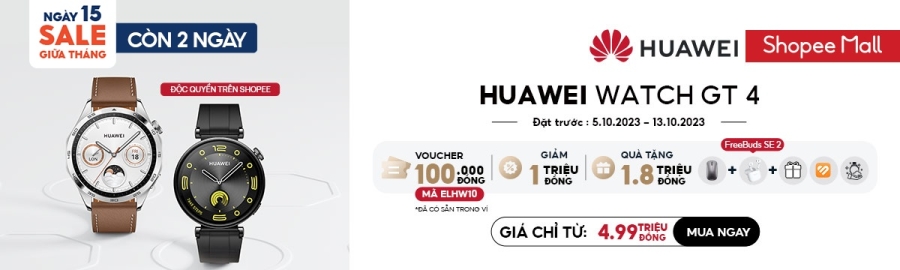 NGÀY 15
SALE
GIỮA THÁNG
CÒN 2 NGÀY
ĐỘC QUYỀN TRÊN SHOPEE
HUAWEI
FRI
18
HUAWEI
12
HUAWEI
Shopee Mall
HUAWEI WATCH GT 4
Đặt trước : 5.10.2023 – 13.10.2023
VOUCHER
100.000
ĐỒNG
MÃ ELHW10
*ĐÃ CÓ SẴN TRONG VÍ
GIẢM
1 TRIỆU
ĐỒNG
QUÀ TẶNG
1.8 TRIỆU
ĐỒNG
FreeBuds SE 2
+ + 
GIÁ CHỈ TỪ: 4.99 TRIỆU
ĐỒNG
MUA NGAY